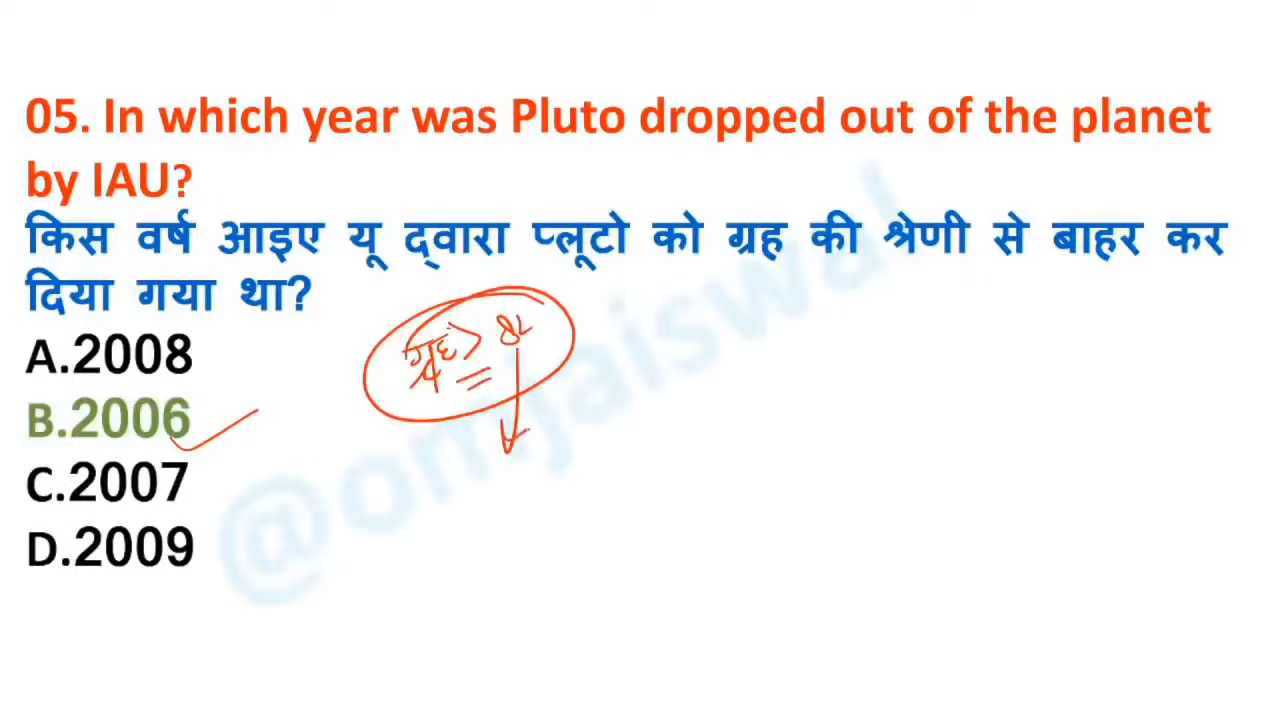 05. In which year was Pluto dropped out of the planet
by IAU?
किस वर्ष आइए यू द्वारा प्लूटो को ग्रह की श्रेणी से बाहर कर
दिया गया था?
A.2008
B.2006
C.2007
D.2009
ग्रह
@omjaiswal